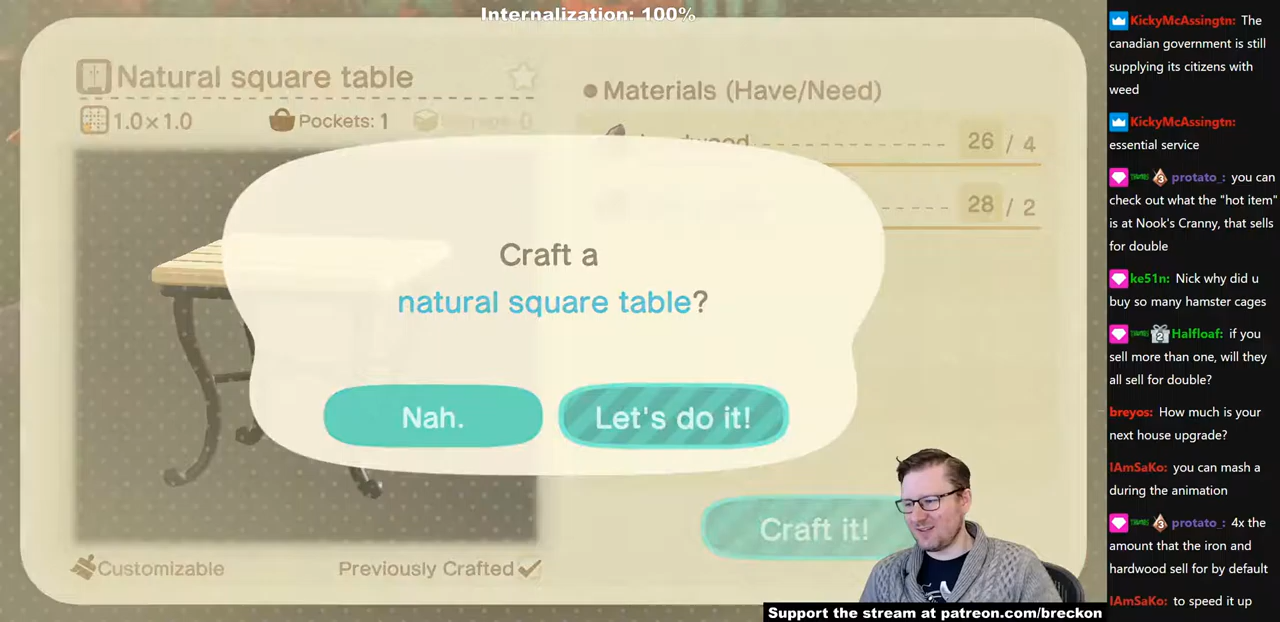 Internalization: 100%
Natural square table
1.0×1.0
Pockets: 1
Materials (Have/Need)
26 / 4
28 / 2
Craft a
natural square table?
Nah.
Let's do it!
Craft it!
Customizable
Previously Crafted
Support the stream at patreon.com/breckon
KickyMcAssingtn: The
canadian government is still
supplying its citizens with
weed
KickyMcAssingtn:
essential service
protato_: you can
check out what the "hot item"
is at Nook's Cranny, that sells
for double
ke51n: Nick why did u
buy so many hamster cages
Halfloaf: if you
sell more than one, will they
all sell for double?
breyos: How much is your
next house upgrade?
IAmSaKo: you can mash a
during the animation
protato_: 4x the
amount that the iron and
hardwood sell for by default
IAmSaKo: to speed it up